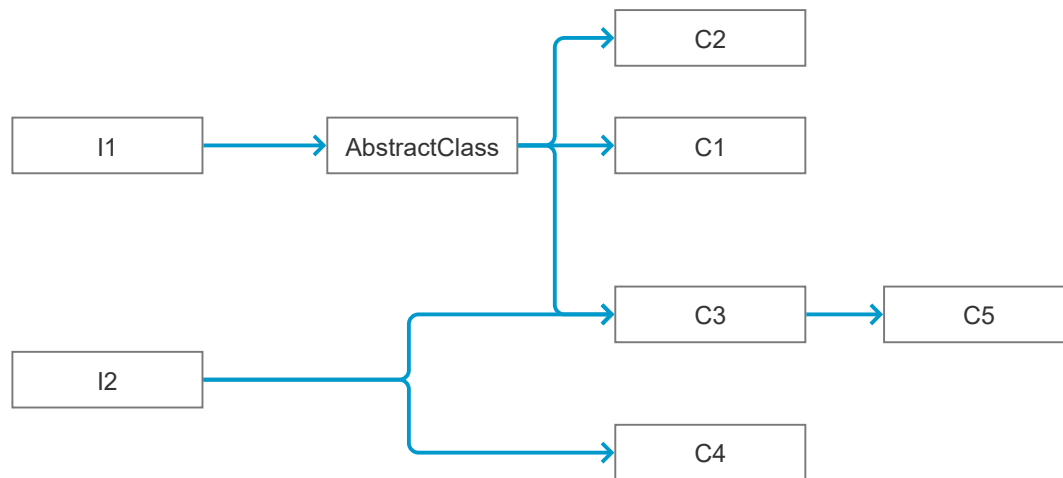 C2
I1
AbstractClass
C1
C3
C5
I2
C4